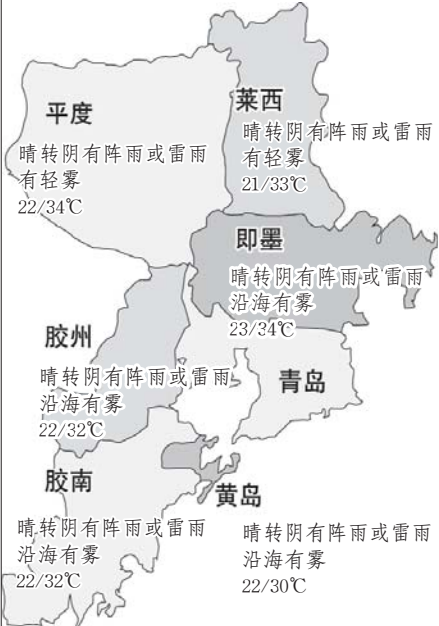 平度
晴转阴有阵雨或雷雨
有轻雾
22/34℃
莱西
晴转阴有阵雨或雷雨
有轻雾
21/33℃
即墨
晴转阴有阵雨或雷雨
沿海有雾
23/34℃
胶州
晴转阴有阵雨或雷雨
沿海有雾
22/32℃
青岛
胶南
晴转阴有阵雨或雷雨
沿海有雾
22/32℃
黄岛
晴转阴有阵雨或雷雨
沿海有雾
22/30℃